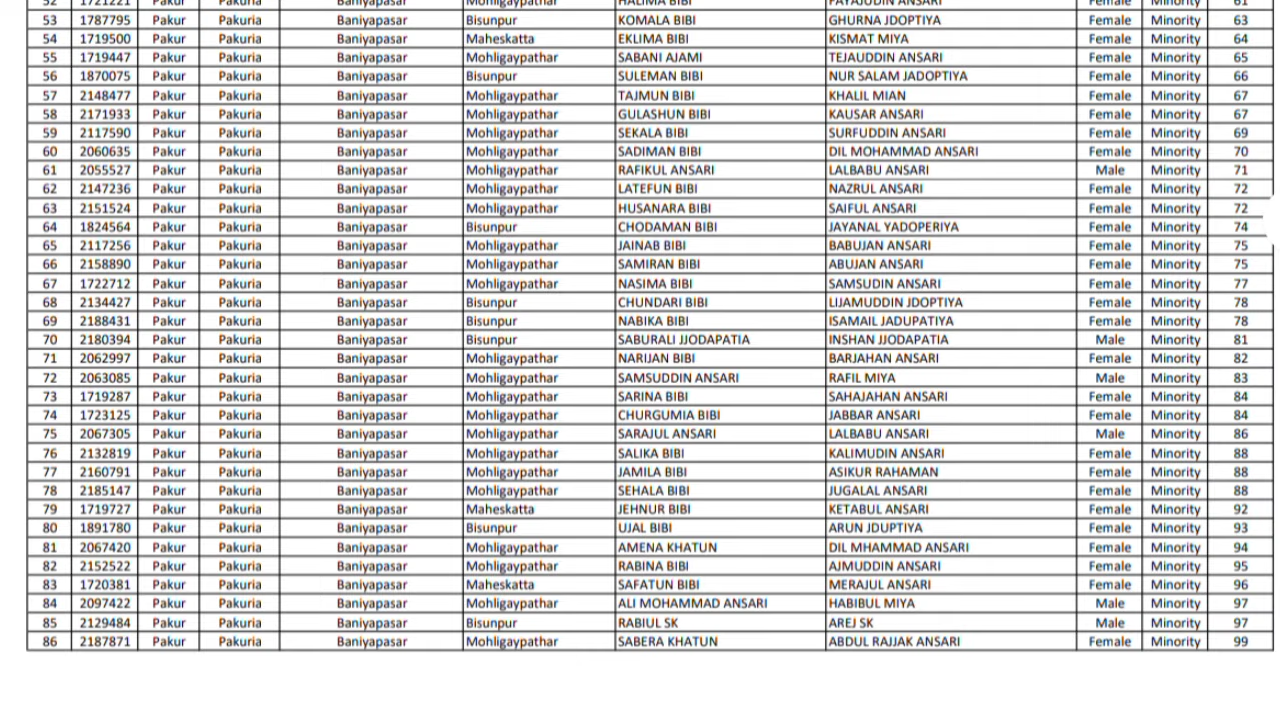 52 1721221 Pakur Pakuria Baniyapasar Mohligaypathar HALIMA BIBI FAYAJUDIN ANSARI Female Minority 61
53 1787795 Pakur Pakuria Baniyapasar Bisunpur KOMALA BIBI GHURNA JDOPTIYA Female Minority 63
54 1719500 Pakur Pakuria Baniyapasar Maheskatta EKLIMA BIBI KISMAT MIYA Female Minority 64
55 1719447 Pakur Pakuria Baniyapasar Mohligaypathar SABANI AJAMI TEJAUDDIN ANSARI Female Minority 65
56 1870075 Pakur Pakuria Baniyapasar Bisunpur SULEMAN BIBI NUR SALAM JADOPTIYA Female Minority 66
57 2148477 Pakur Pakuria Baniyapasar Mohligaypathar TAJMUN BIBI KHALIL MIAN Female Minority 67
58 2171933 Pakur Pakuria Baniyapasar Mohligaypathar GULASHUN BIBI KAUSAR ANSARI Female Minority 67
59 2117590 Pakur Pakuria Baniyapasar Mohligaypathar SEKALA BIBI SURFUDDIN ANSARI Female Minority 69
60 2060635 Pakur Pakuria Baniyapasar Mohligaypathar SADIMAN BIBI DIL MOHAMMAD ANSARI Female Minority 70
61 2055527 Pakur Pakuria Baniyapasar Mohligaypathar RAFIKUL ANSARI LALBABU ANSARI Male Minority 71
62 2147236 Pakur Pakuria Baniyapasar Mohligaypathar LATEFUN BIBI NAZRUL ANSARI Female Minority 72
63 2151524 Pakur Pakuria Baniyapasar Mohligaypathar HUSANARA BIBI SAIFUL ANSARI Female Minority 72
64 1824564 Pakur Pakuria Baniyapasar Bisunpur CHODAMAN BIBI JAYANAL YADOPERIYA Female Minority 74
65 2117256 Pakur Pakuria Baniyapasar Mohligaypathar JAINAB BIBI BABUJAN ANSARI Female Minority 75
66 2158890 Pakur Pakuria Baniyapasar Mohligaypathar SAMIRAN BIBI ABUJAN ANSARI Female Minority 75
67 1722712 Pakur Pakuria Baniyapasar Mohligaypathar NASIMA BIBI SAMSUDIN ANSARI Female Minority 77
68 2134427 Pakur Pakuria Baniyapasar Bisunpur CHUNDARI BIBI LIJAMUDDIN JDOPTIYA Female Minority 78
69 2188431 Pakur Pakuria Baniyapasar Bisunpur NABIKA BIBI ISAMAIL JADUPATIYA Female Minority 78
70 2180394 Pakur Pakuria Baniyapasar Bisunpur SABURALI JJODAPATIA INSHAN JJODAPATIA Male Minority 81
71 2062997 Pakur Pakuria Baniyapasar Mohligaypathar NARIJAN BIBI BARJAHAN ANSARI Female Minority 82
72 2063085 Pakur Pakuria Baniyapasar Mohligaypathar SAMSUDDIN ANSARI RAFIL MIYA Male Minority 83
73 1719287 Pakur Pakuria Baniyapasar Mohligaypathar SARINA BIBI SAHAJAHAN ANSARI Female Minority 84
74 1723125 Pakur Pakuria Baniyapasar Mohligaypathar CHURGUMIA BIBI JABBAR ANSARI Female Minority 84
75 2067305 Pakur Pakuria Baniyapasar Mohligaypathar SARAJUL ANSARI LALBABU ANSARI Male Minority 86
76 2132819 Pakur Pakuria Baniyapasar Mohligaypathar SALIKA BIBI KALIMUDIN ANSARI Female Minority 88
77 2160791 Pakur Pakuria Baniyapasar Mohligaypathar JAMILA BIBI ASIKUR RAHAMAN Female Minority 88
78 2185147 Pakur Pakuria Baniyapasar Mohligaypathar SEHALA BIBI JUGALAL ANSARI Female Minority 88
79 1719727 Pakur Pakuria Baniyapasar Maheskatta JEHNUR BIBI KETABUL ANSARI Female Minority 92
80 1891780 Pakur Pakuria Baniyapasar Bisunpur UJAL BIBI ARUN JDUPTIYA Female Minority 93
81 2067420 Pakur Pakuria Baniyapasar Mohligaypathar AMENA KHATUN DIL MHAMMAD ANSARI Female Minority 94
82 2152522 Pakur Pakuria Baniyapasar Mohligaypathar RABINA BIBI AJMUDDIN ANSARI Female Minority 95
83 1720381 Pakur Pakuria Baniyapasar Maheskatta SAFATUN BIBI MERAJUL ANSARI Female Minority 96
84 2097422 Pakur Pakuria Baniyapasar Mohligaypathar ALI MOHAMMAD ANSARI HABIBUL MIYA Male Minority 97
85 2129484 Pakur Pakuria Baniyapasar Bisunpur RABIUL SK AREJ SK Male Minority 97
86 2187871 Pakur Pakuria Baniyapasar Mohligaypathar SABERA KHATUN ABDUL RAJJAK ANSARI Female Minority 99